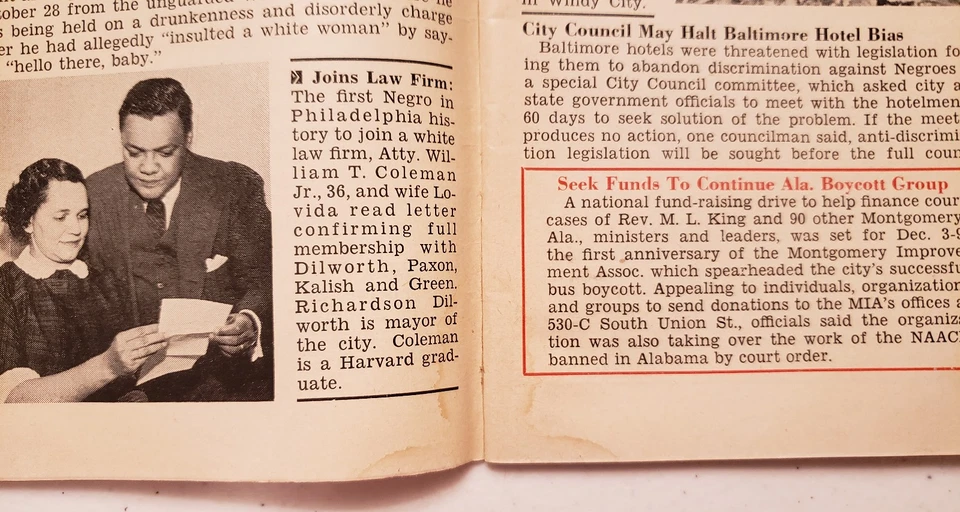 ober 28 from the unguarded
being held on a drunkenness and disorderly charge
er he had allegedly "insulted a white woman" by say-
"hello there, baby."
Joins Law Firm:
The first Negro in
Philadelphia his-
tory to join a white
law firm, Atty. Wil-
liam T. Coleman
Jr., 36, and wife Lo-
vida read letter
confirming full
membership with
Dilworth, Paxon,
Kalish and Green.
Richardson Dil-
worth is mayor of
the city. Coleman
is a Harvard grad-
uate.
in Windy City.
City Council May Halt Baltimore Hotel Bias
Baltimore hotels were threatened with legislation fo
ing them to abandon discrimination against Negroes
a special City Council committee, which asked city a
state government officials to meet with the hotelmen
60 days to seek solution of the problem. If the meet
produces no action, one councilman said, anti-discrimi
tion legislation will be sought before the full coun
Seek Funds To Continue Ala. Boycott Group
A national fund-raising drive to help finance cour
cases of Rev. M. L. King and 90 other Montgomery
Ala., ministers and leaders, was set for Dec. 3-9
the first anniversary of the Montgomery Improve
ment Assoc. which spearheaded the city's successfu
bus boycott. Appealing to individuals, organization
and groups to send donations to the MIA's offices a
530-C South Union St., officials said the organiz
tion was also taking over the work of the NAAC
banned in Alabama by court order.